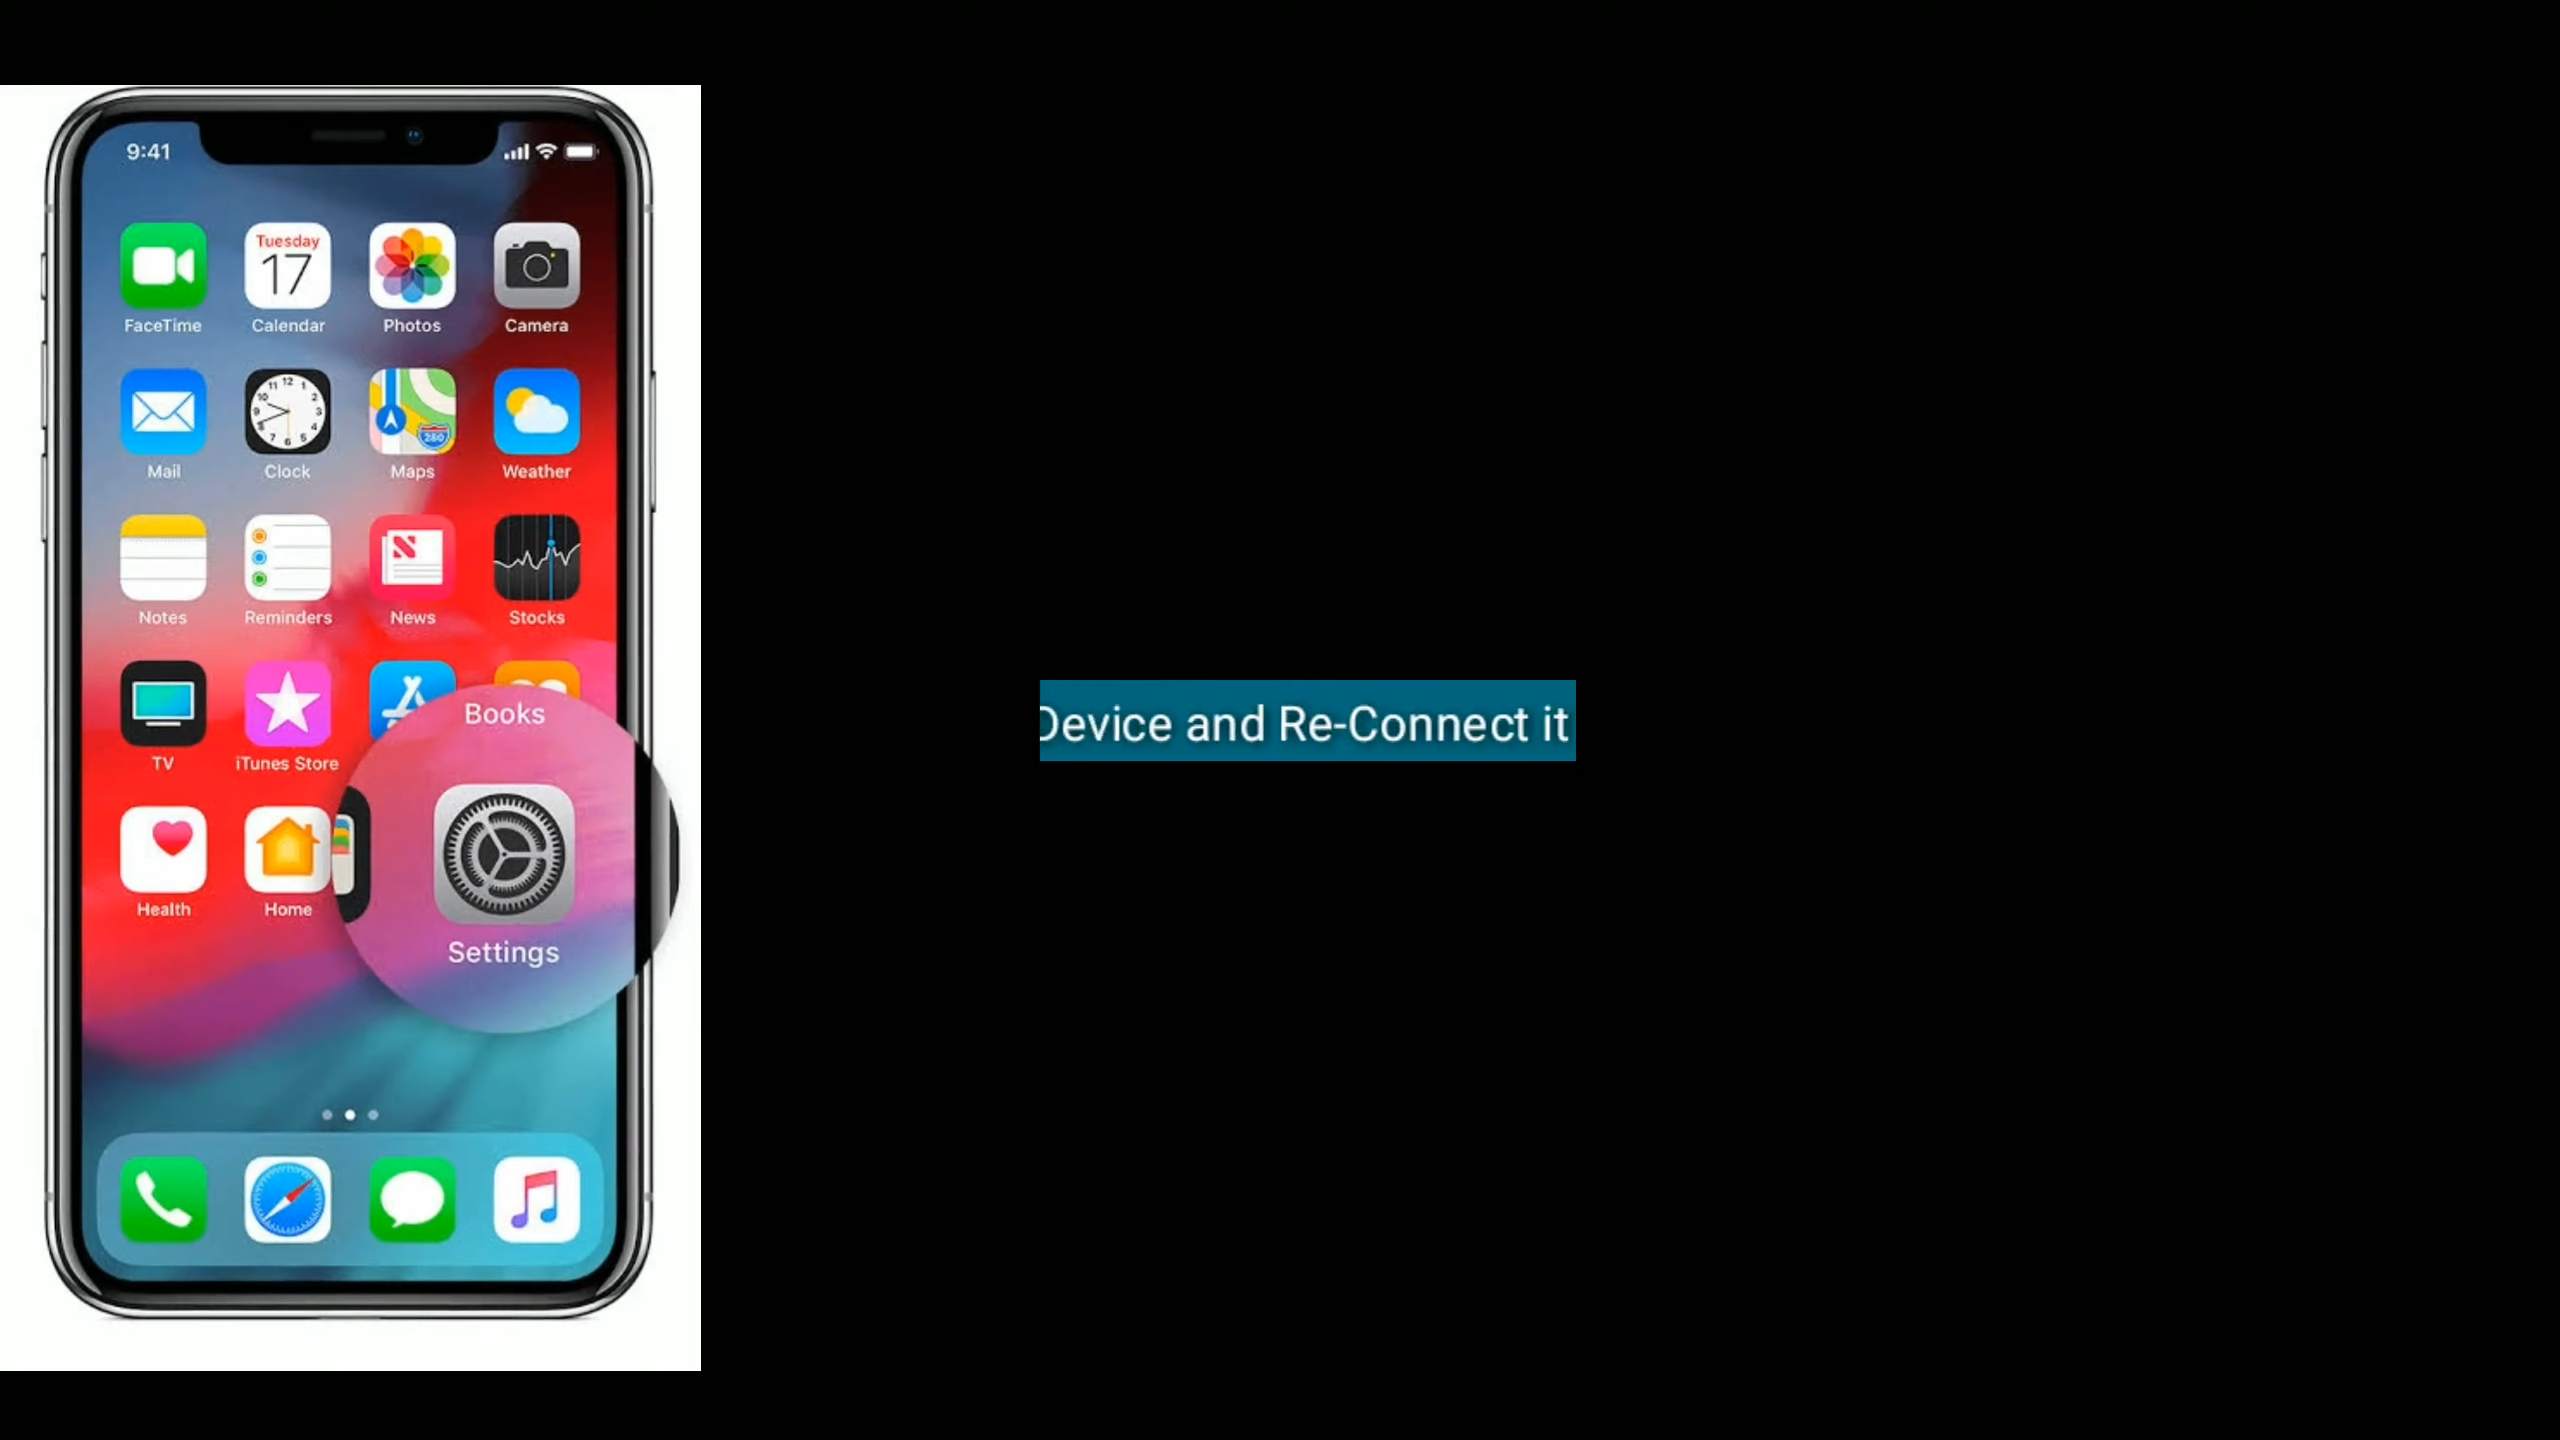 9:41
Tuesday
17
FaceTime
Calendar
Photos
Camera
280
Mail
Clock
Maps
Weather
Notes
Reminders
News
Stocks
Books
TV
iTunes Store
Health
Home
Settings
Device and Re-Connect it